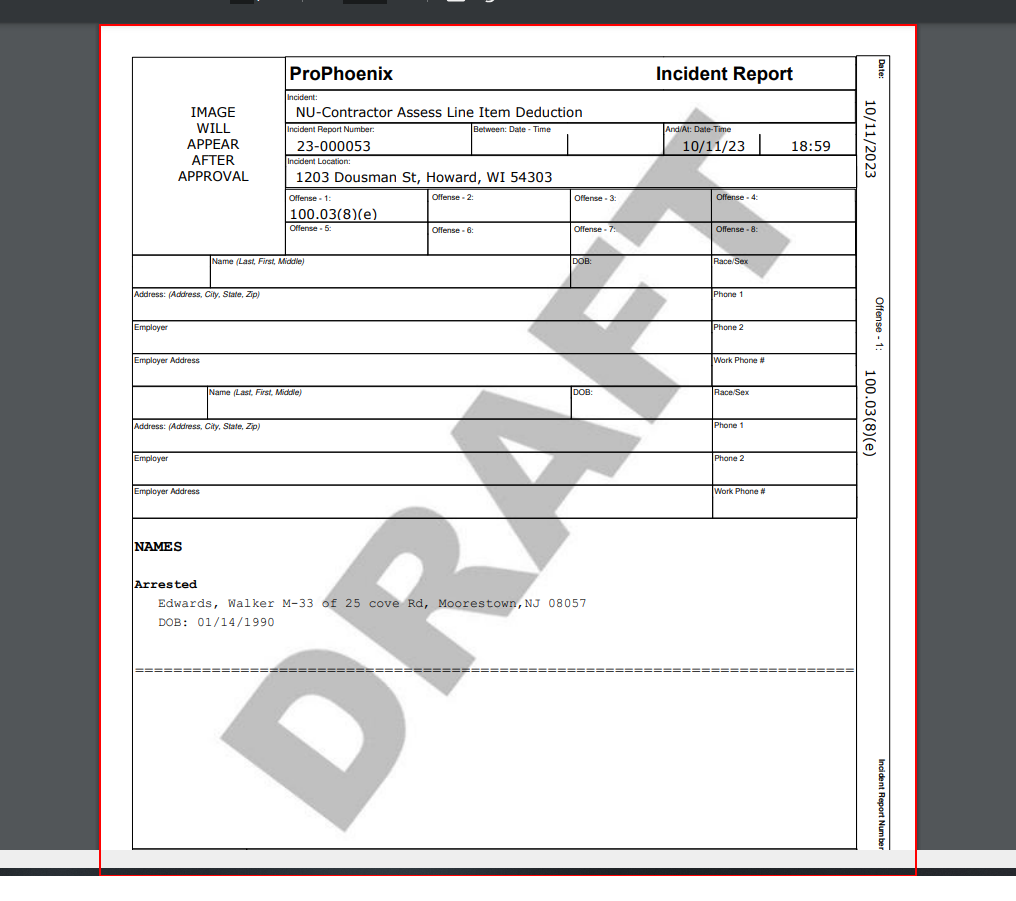 ProPhoenix Incident Report
IMAGE
WILL
APPEAR
AFTER
APPROVAL
Incident:
NU-Contractor Assess Line Item Deduction
Incident Report Number: Between: Date - Time And/At: Date-Time
23-000053 10/11/23 18:59
Incident Location:
1203 Dousman St, Howard, WI 54303
Offense - 1: Offense - 2: Offense - 3: Offense - 4:
100.03(8)(e)
Offense - 5: Offense - 6: Offense - 7: Offense - 8:
Name (Last, First, Middle) DOB: Race/Sex
Address: (Address, City, State, Zip) Phone 1
Employer Phone 2
Employer Address Work Phone #
Name (Last, First, Middle) DOB: Race/Sex
Address: (Address, City, State, Zip) Phone 1
Employer Phone 2
Employer Address Work Phone #
NAMES
Arrested
Edwards, Walker M-33 of 25 cove Rd, Moorestown,NJ 08057
DOB: 01/14/1990
DRAFT
Date: 10/11/2023
Offense - 1: 100.03(8)(e)
Incident Report Number